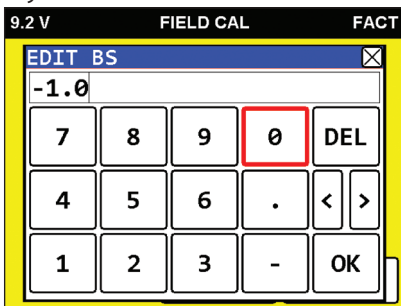 9.2 V FIELD CAL FACT
EDIT BS
-1.0
7 8 9 0 DEL
4 5 6 . < >
1 2 3 - OK